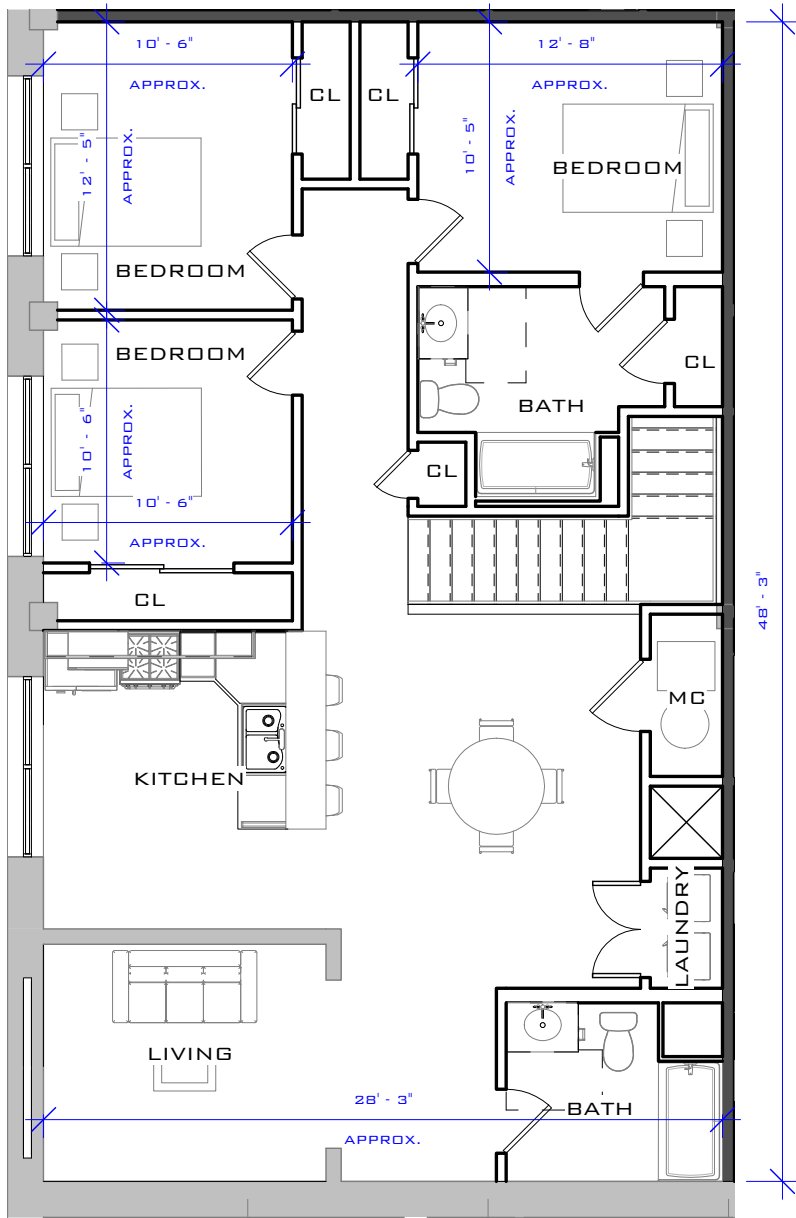 10' - 6"
APPROX.
12' - 8"
APPROX.
CL
CL
12' - 5"
APPROX.
10' - 5"
APPROX.
BEDROOM
BEDROOM
BEDROOM
10' - 6"
APPROX.
10' - 6"
APPROX.
CL
BATH
CL
CL
48' - 3"
MC
KITCHEN
LAUNDRY
LIVING
28' - 3"
APPROX.
BATH